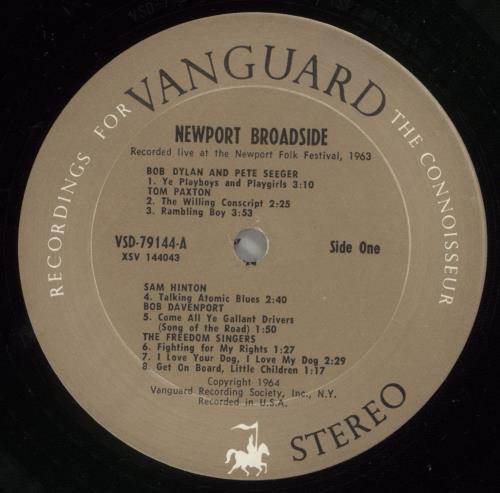 RECORDINGS FOR VANGUARD THE CONNOISSEUR
NEWPORT BROADSIDE
Recorded live at the Newport Folk Festival, 1963
BOB DYLAN AND PETE SEEGER
1. Ye Playboys and Playgirls 3:10
TOM PAXTON
2. The Willing Conscript 2:25
3. Rambling Boy 3:53
VSD-79144-A
XSV 144043
Side One
SAM HINTON
4. Talking Atomic Blues 2:40
BOB DAVENPORT
5. Come All Ye Gallant Drivers
(Song of the Road) 1:50
THE FREEDOM SINGERS
6. Fighting for My Rights 1:27
7. I Love Your Dog, I Love My Dog 2:29
8. Get On Board, Little Children 1:17
Copyright 1964
Vanguard Recording Society, Inc., N.Y.
Recorded in U.S.A.
STEREO